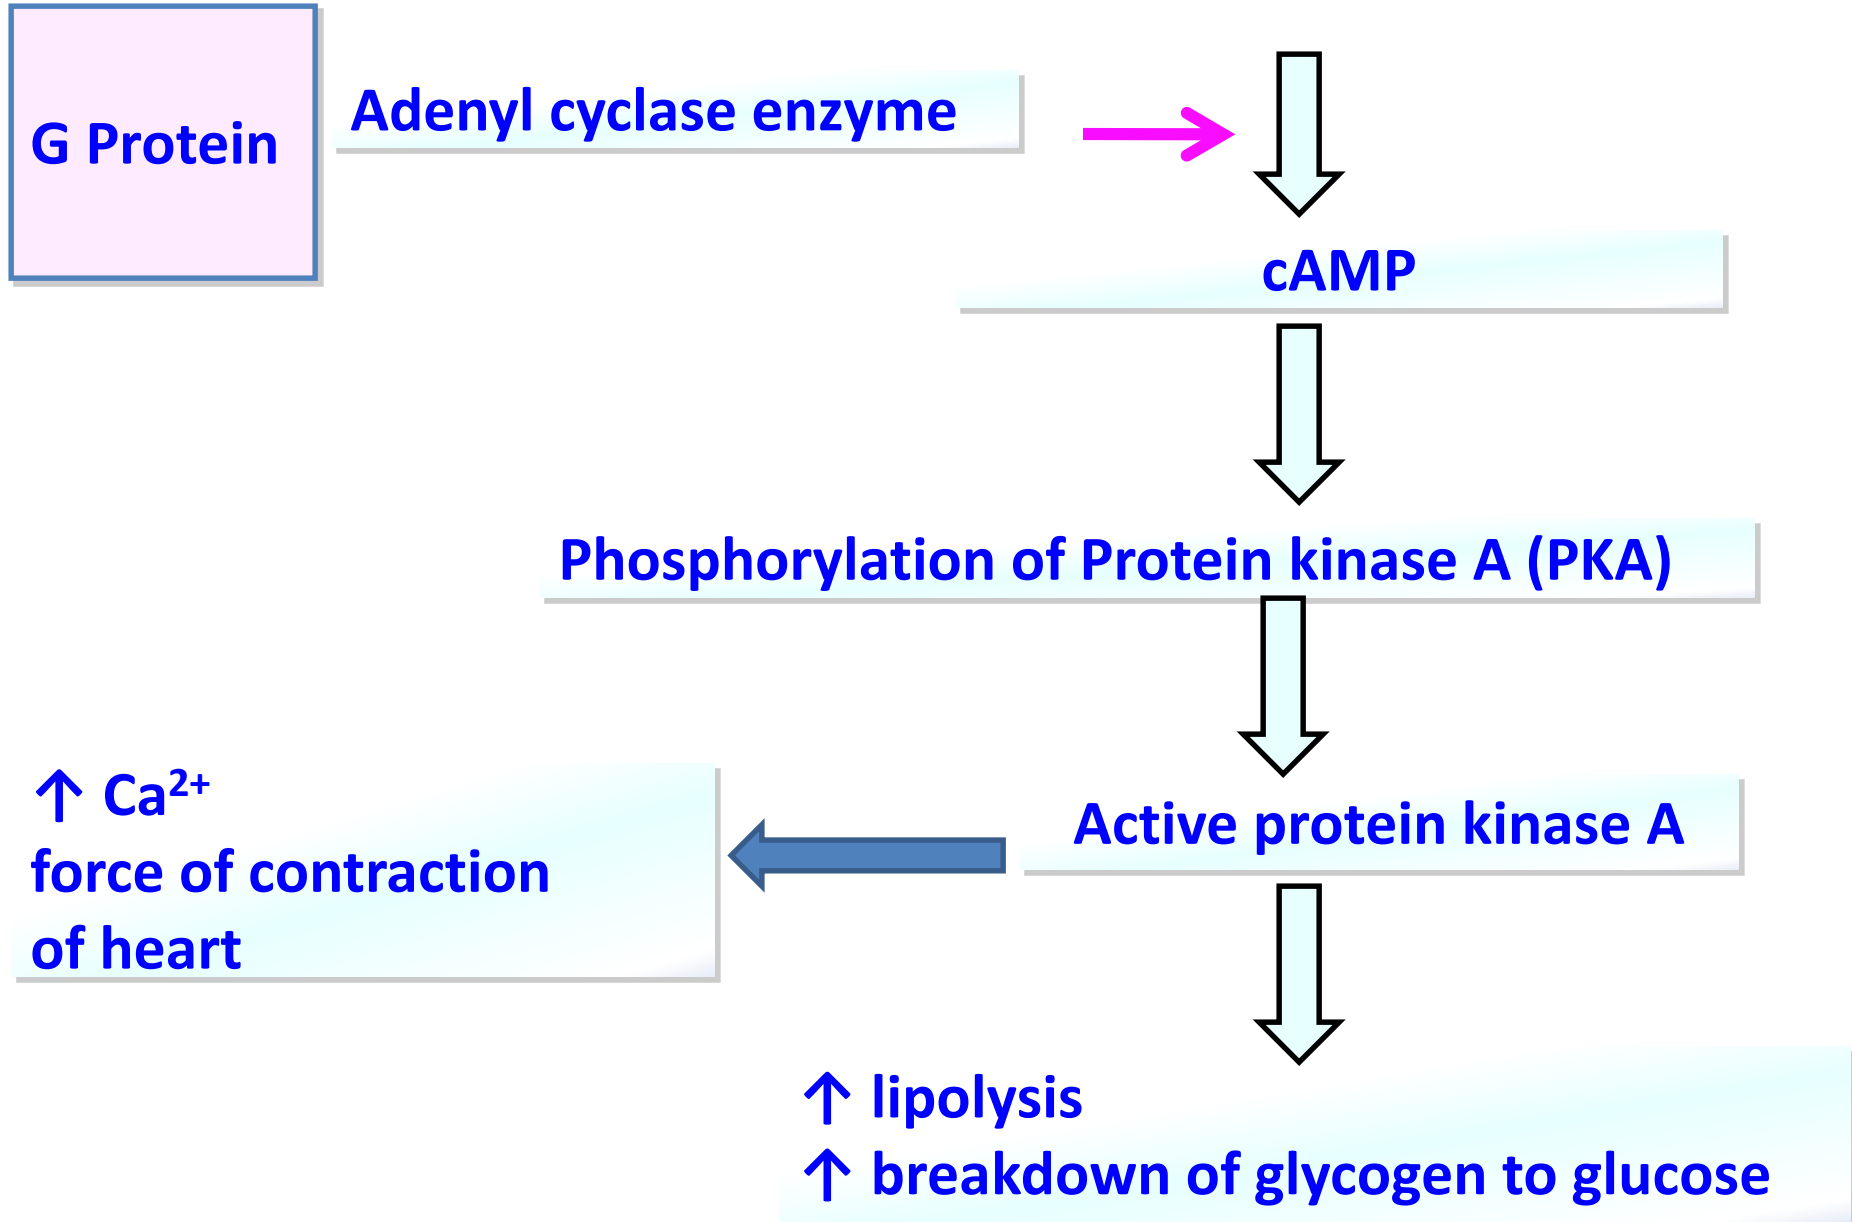 G Protein
Adenyl cyclase enzyme
cAMP
Phosphorylation of Protein kinase A (PKA)
↑ Ca²⁺
force of contraction
of heart
Active protein kinase A
↑ lipolysis
↑ breakdown of glycogen to glucose